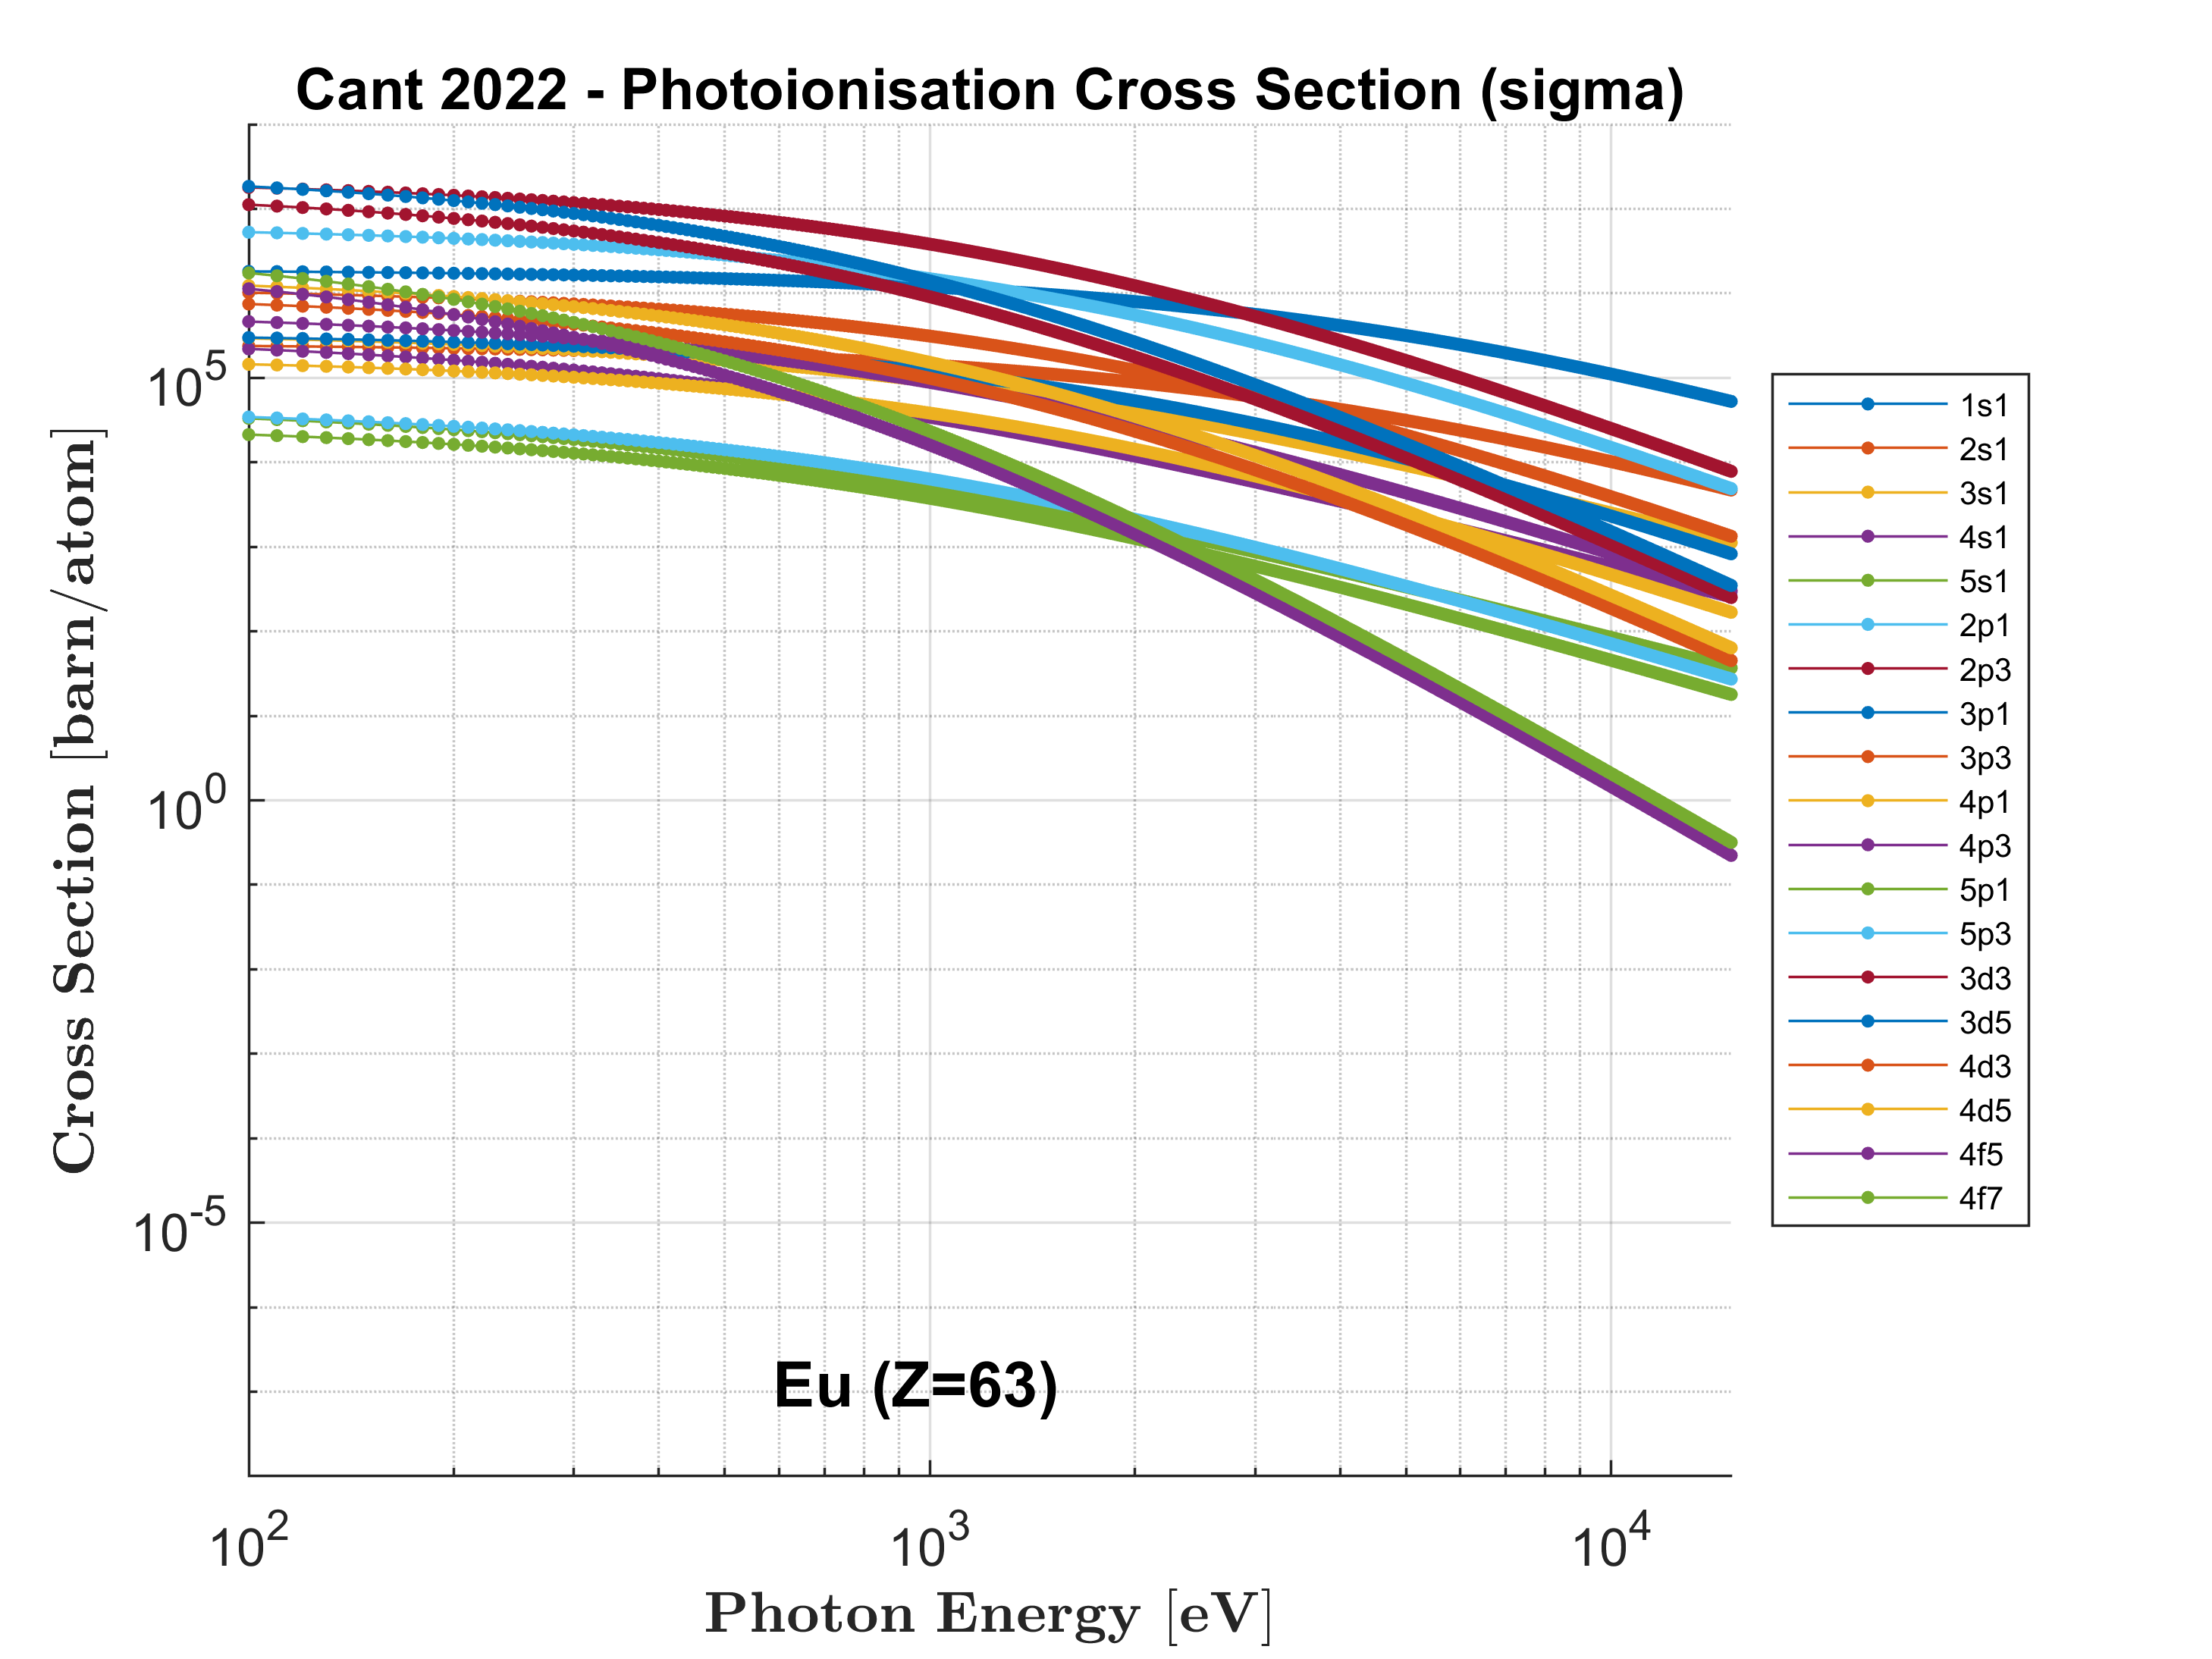 Cant 2022 - Photoionisation Cross Section (sigma)
Cross Section [barn/atom]
10^5
10^0
10^-5
Eu (Z=63)
10^2
10^3
10^4
Photon Energy [eV]
1s1
2s1
3s1
4s1
5s1
2p1
2p3
3p1
3p3
4p1
4p3
5p1
5p3
3d3
3d5
4d3
4d5
4f5
4f7